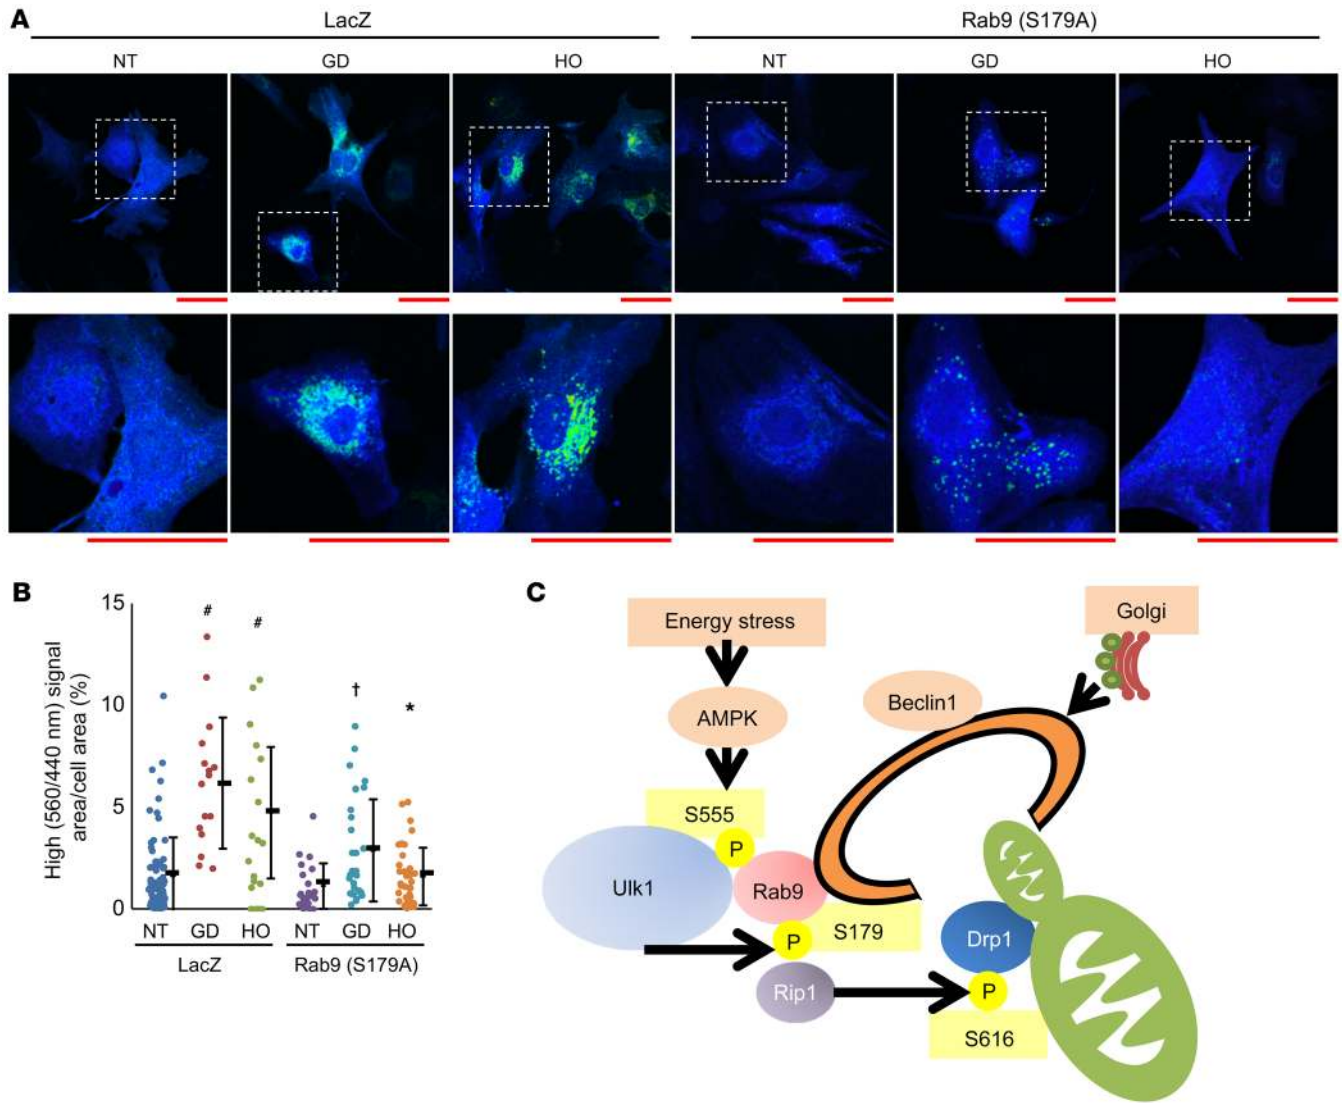 A
LacZ
Rab9 (S179A)
NT GD HO NT GD HO
B
High (560/440 nm) signal
area/cell area (%)
15
10
5
0
#
#
†
*
NT GD HO NT GD HO
LacZ Rab9 (S179A)
C
Energy stress
Golgi
AMPK
Beclin1
S555
P
Ulk1
Rab9
S179
P
Drp1
Rip1
P
S616